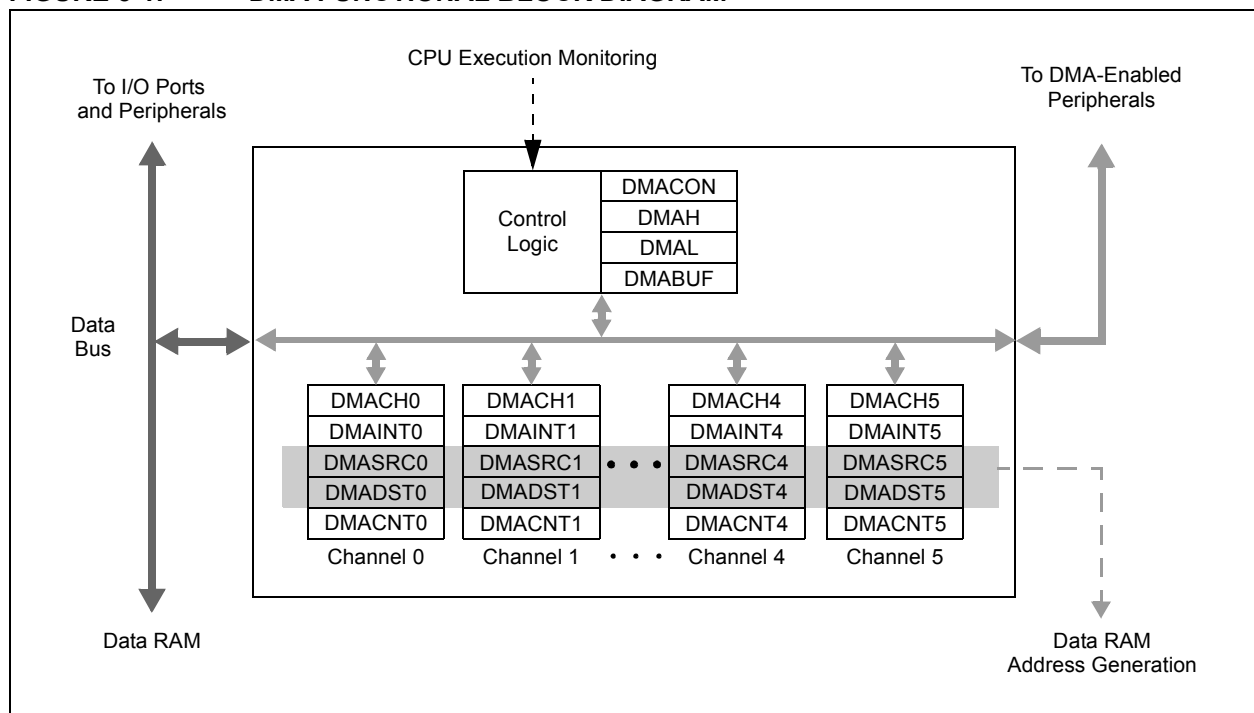 CPU Execution Monitoring
To I/O Ports
and Peripherals
To DMA-Enabled
Peripherals
Control
Logic
DMACON
DMAH
DMAL
DMABUF
Data
Bus
DMACH0
DMAINT0
DMASRC0
DMADST0
DMACNT0
Channel 0
DMACH1
DMAINT1
DMASRC1
DMADST1
DMACNT1
Channel 1
DMACH4
DMAINT4
DMASRC4
DMADST4
DMACNT4
Channel 4
DMACH5
DMAINT5
DMASRC5
DMADST5
DMACNT5
Channel 5
Data RAM
Data RAM
Address Generation